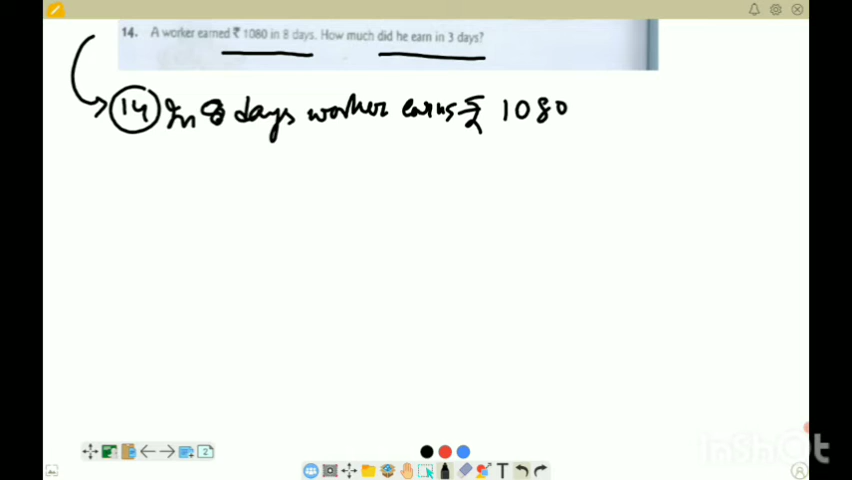 14. A worker earned ₹ 1080 in 8 days. How much did he earn in 3 days?
14 In 8 days worker earns ₹ 1080
2
T
InShOt